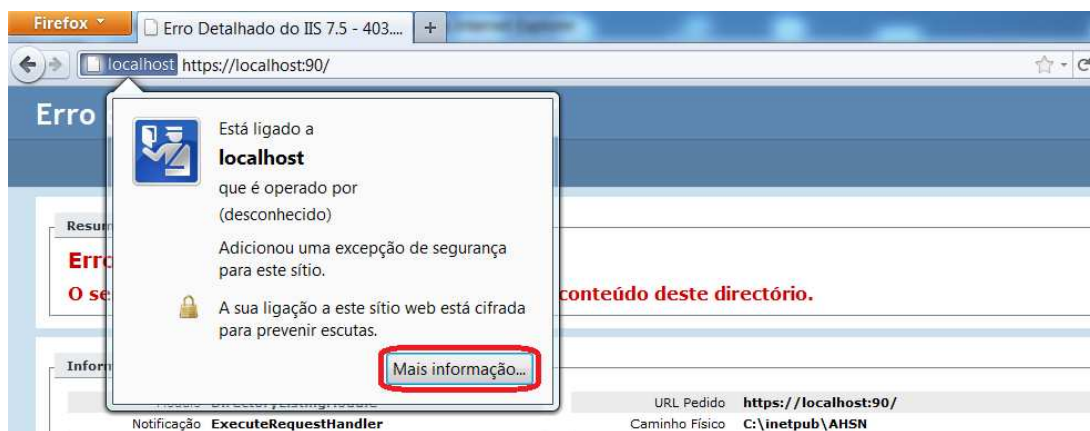 Firefox
Erro Detalhado do IIS 7.5 - 403....
+
localhost https://localhost:90/
Erro
Está ligado a
localhost
que é operado por
(desconhecido)
Adicionou uma excepção de segurança
para este sítio.
A sua ligação a este sítio web está cifrada
para prevenir escutas.
Mais informação...
conteúdo deste directório.
URL Pedido https://localhost:90/
Notificação ExecuteRequestHandler
Caminho Físico C:\inetpub\AHSN